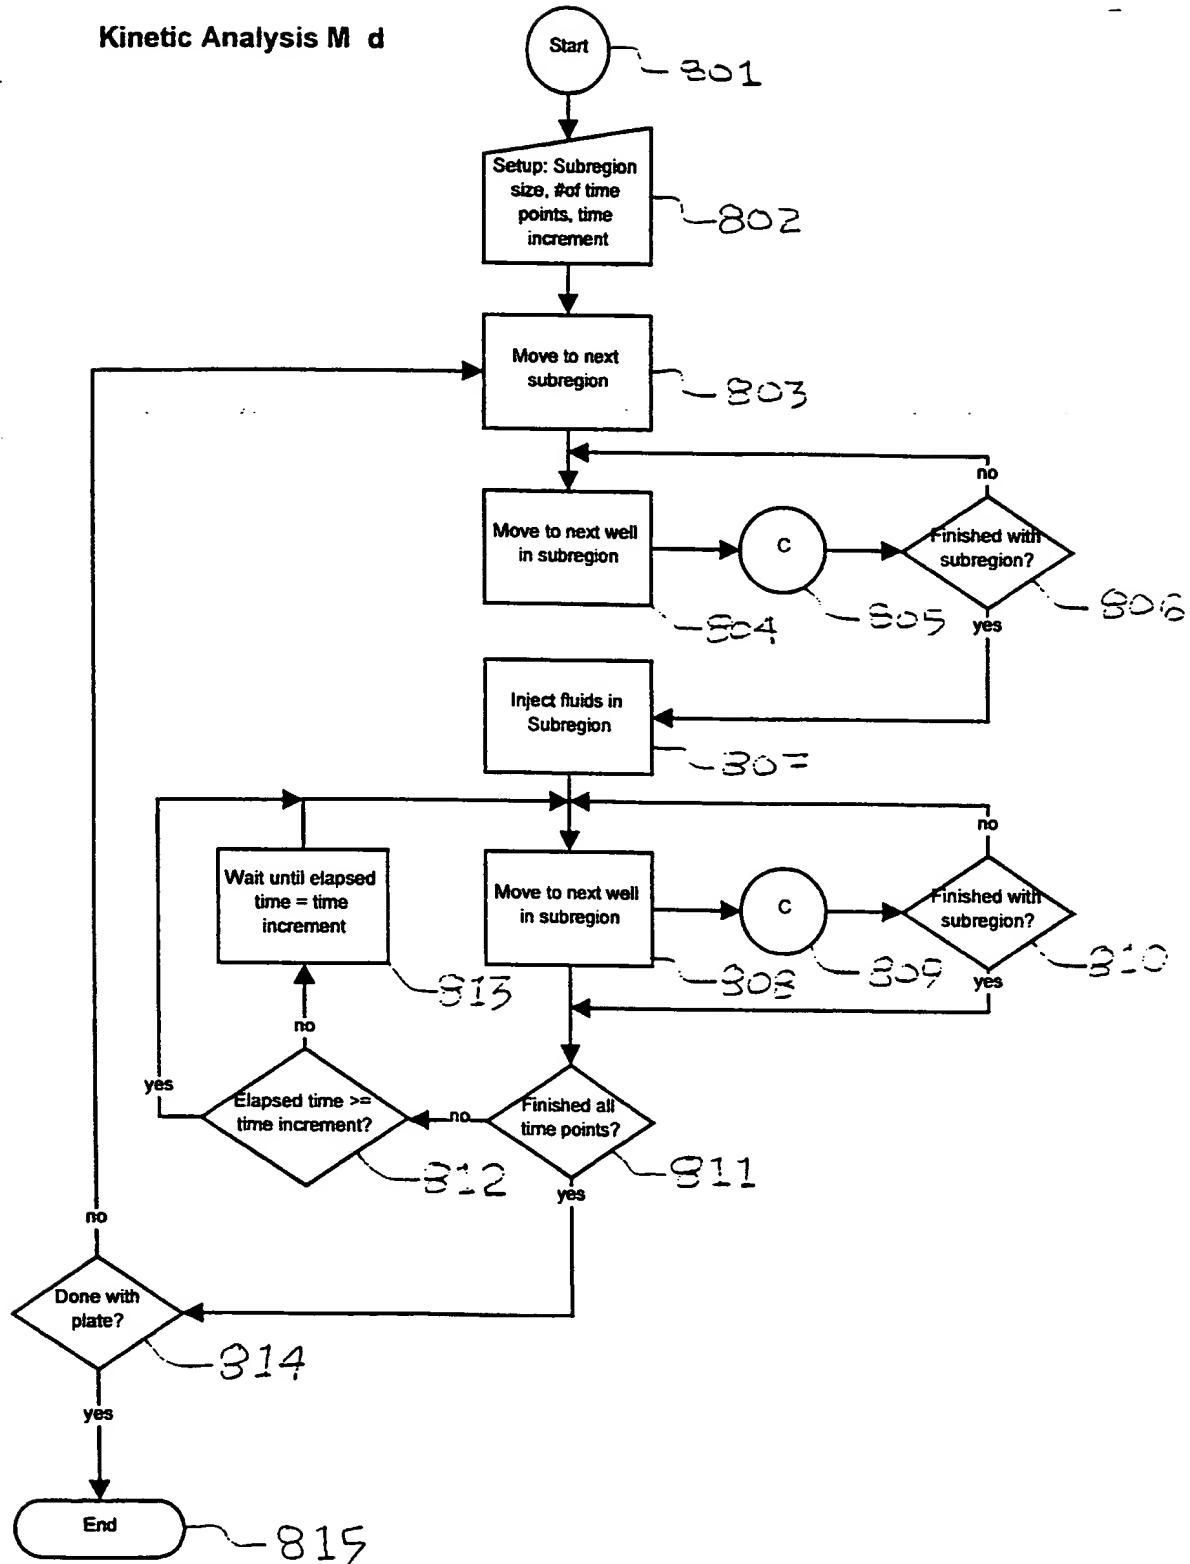 Kinetic Analysis M d
Start
801
Setup: Subregion
size, #of time
points, time
increment
802
Move to next
subregion
803
no
Move to next well
in subregion
C
Finished with
subregion?
804
805
806
yes
Inject fluids in
Subregion
807
no
Wait until elapsed
time = time
increment
Move to next well
in subregion
C
Finished with
subregion?
813
808
809
810
yes
no
yes
Elapsed time >=
time increment?
no
Finished all
time points?
812
811
yes
no
Done with
plate?
814
yes
End
815